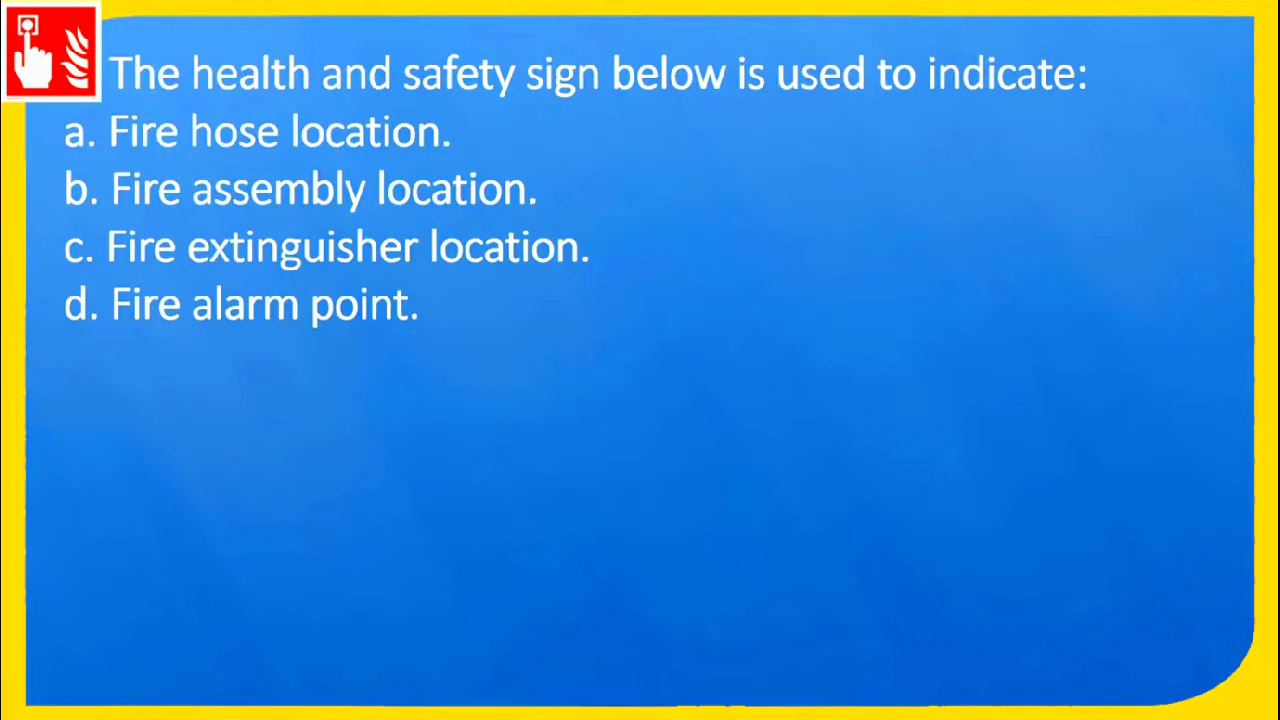 The health and safety sign below is used to indicate:
a. Fire hose location.
b. Fire assembly location.
c. Fire extinguisher location.
d. Fire alarm point.